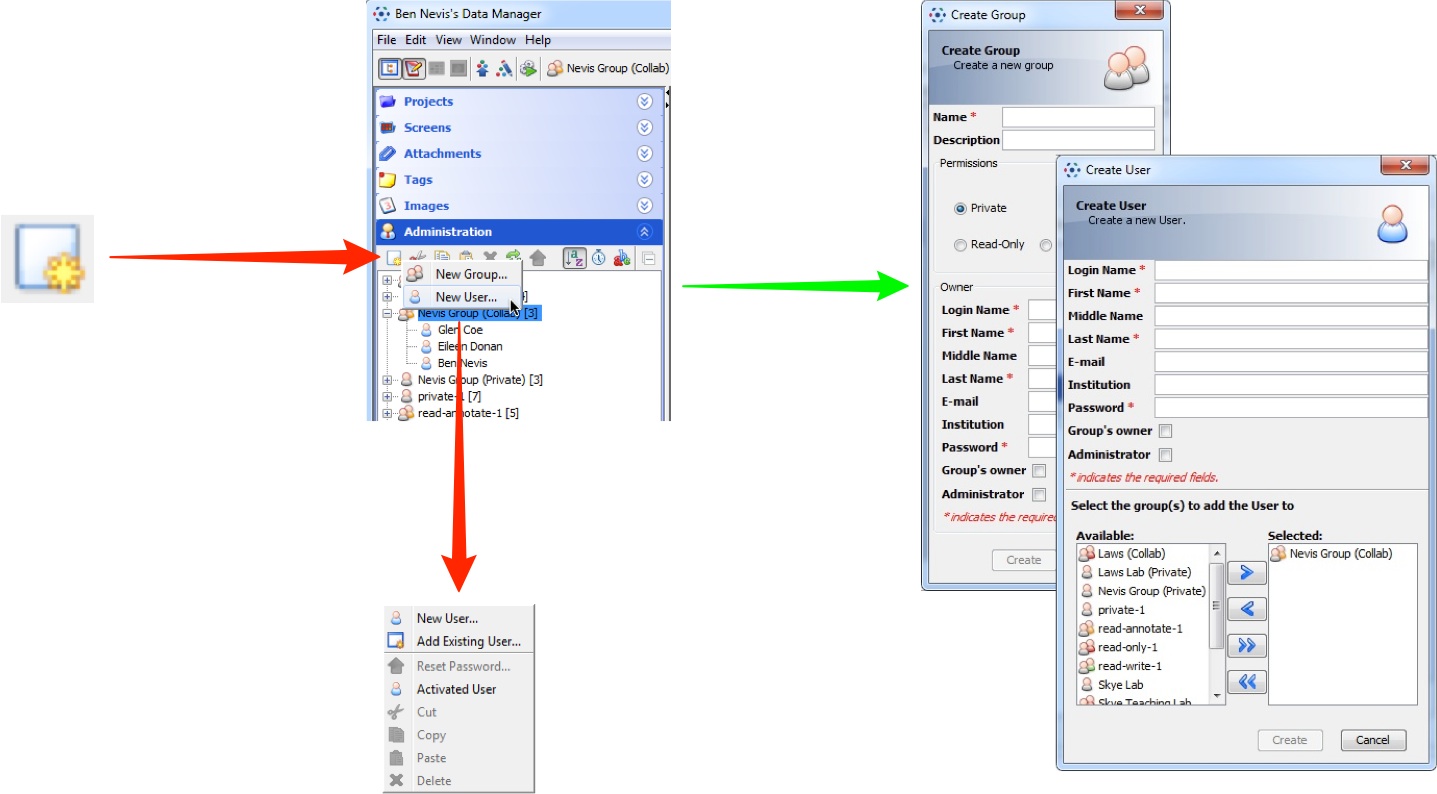 Ben Nevis's Data Manager
File Edit View Window Help
Nevis Group (Collab)
Projects
Screens
Attachments
Tags
Images
Administration
New Group...
New User...
Nevis Group (Collab) [3]
Glen Coe
Eileen Donan
Ben Nevis
Nevis Group (Private) [3]
private-1 [7]
read-annotate-1 [5]
New User...
Add Existing User...
Reset Password...
Activated User
Cut
Copy
Paste
Delete
Create Group
Create Group
Create a new group
Name *
Description
Permissions
Private
Read-Only
Owner
Login Name *
First Name *
Middle Name
Last Name *
E-mail
Institution
Password *
Group's owner
Administrator
* indicates the required
Create
Create User
Create User
Create a new User.
Login Name *
First Name *
Middle Name
Last Name *
E-mail
Institution
Password *
Group's owner
Administrator
* indicates the required fields.
Select the group(s) to add the User to
Available:
Laws (Collab)
Laws Lab (Private)
Nevis Group (Private)
private-1
read-annotate-1
read-only-1
read-write-1
Skye Lab
Skye Teaching Lab
Selected:
Nevis Group (Collab)
Create Cancel